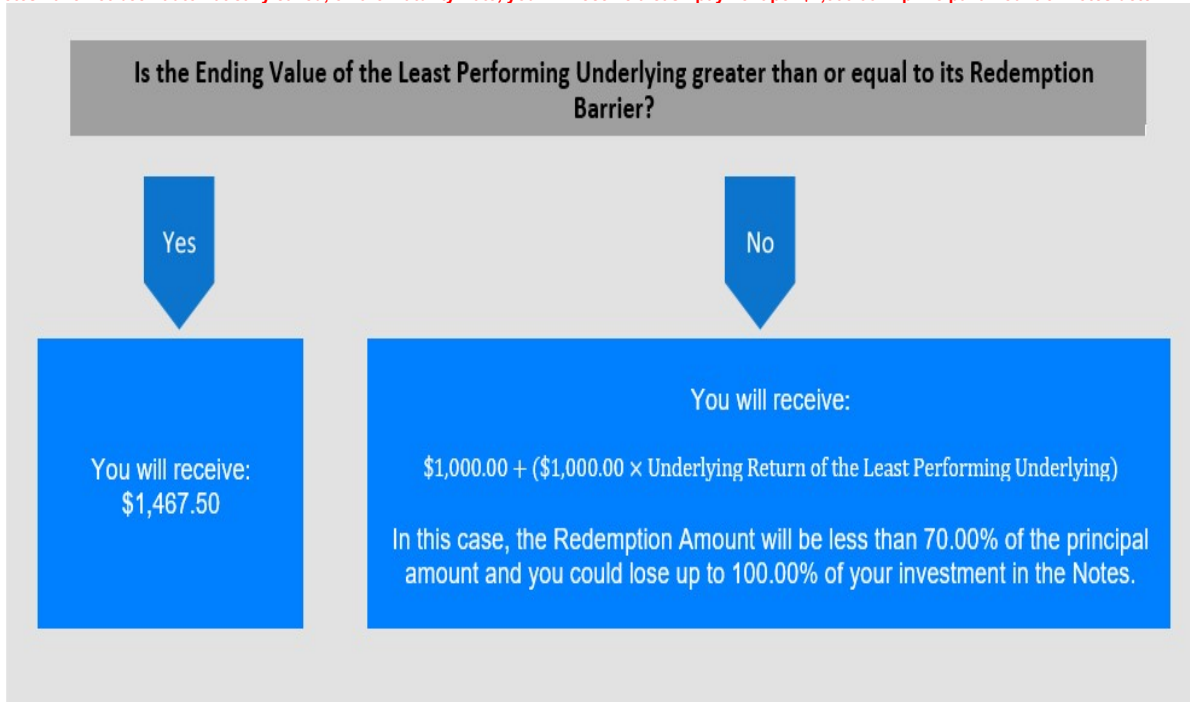 Is the Ending Value of the Least Performing Underlying greater than or equal to its Redemption
Barrier?
Yes
No
You will receive:
$1,467.50
You will receive:
$1,000.00 + ($1,000.00 × Underlying Return of the Least Performing Underlying)
In this case, the Redemption Amount will be less than 70.00% of the principal
amount and you could lose up to 100.00% of your investment in the Notes.